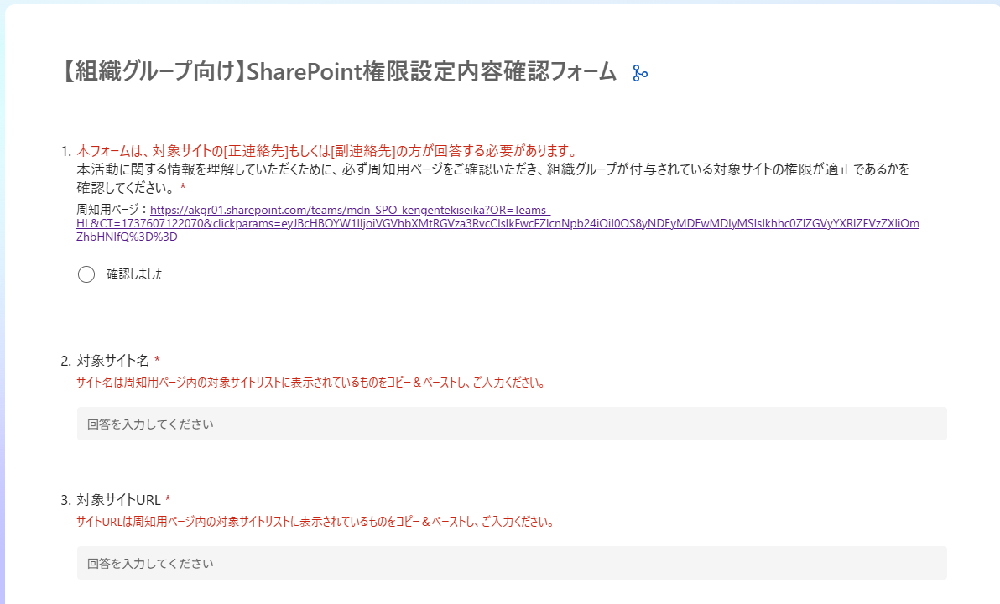 【組織グループ向け】SharePoint権限設定内容確認フォーム
1. 本フォームは、対象サイトの[正連絡先]もしくは[副連絡先]の方が回答する必要があります。
本活動に関する情報を理解していただくために、必ず周知用ページをご確認いただき、組織グループが付与されている対象サイトの権限が適正であるかを
確認してください。 *
周知用ページ：https://akgr01.sharepoint.com/teams/mdn_SPO_kengentekiseika?OR=Teams-
確認しました
2. 対象サイト名 *
サイト名は周知用ページ内の対象サイトリストに表示されているものをコピー＆ペーストし、ご入力ください。
回答を入力してください
3. 対象サイトURL *
サイトURLは周知用ページ内の対象サイトリストに表示されているものをコピー＆ペーストし、ご入力ください。
回答を入力してください